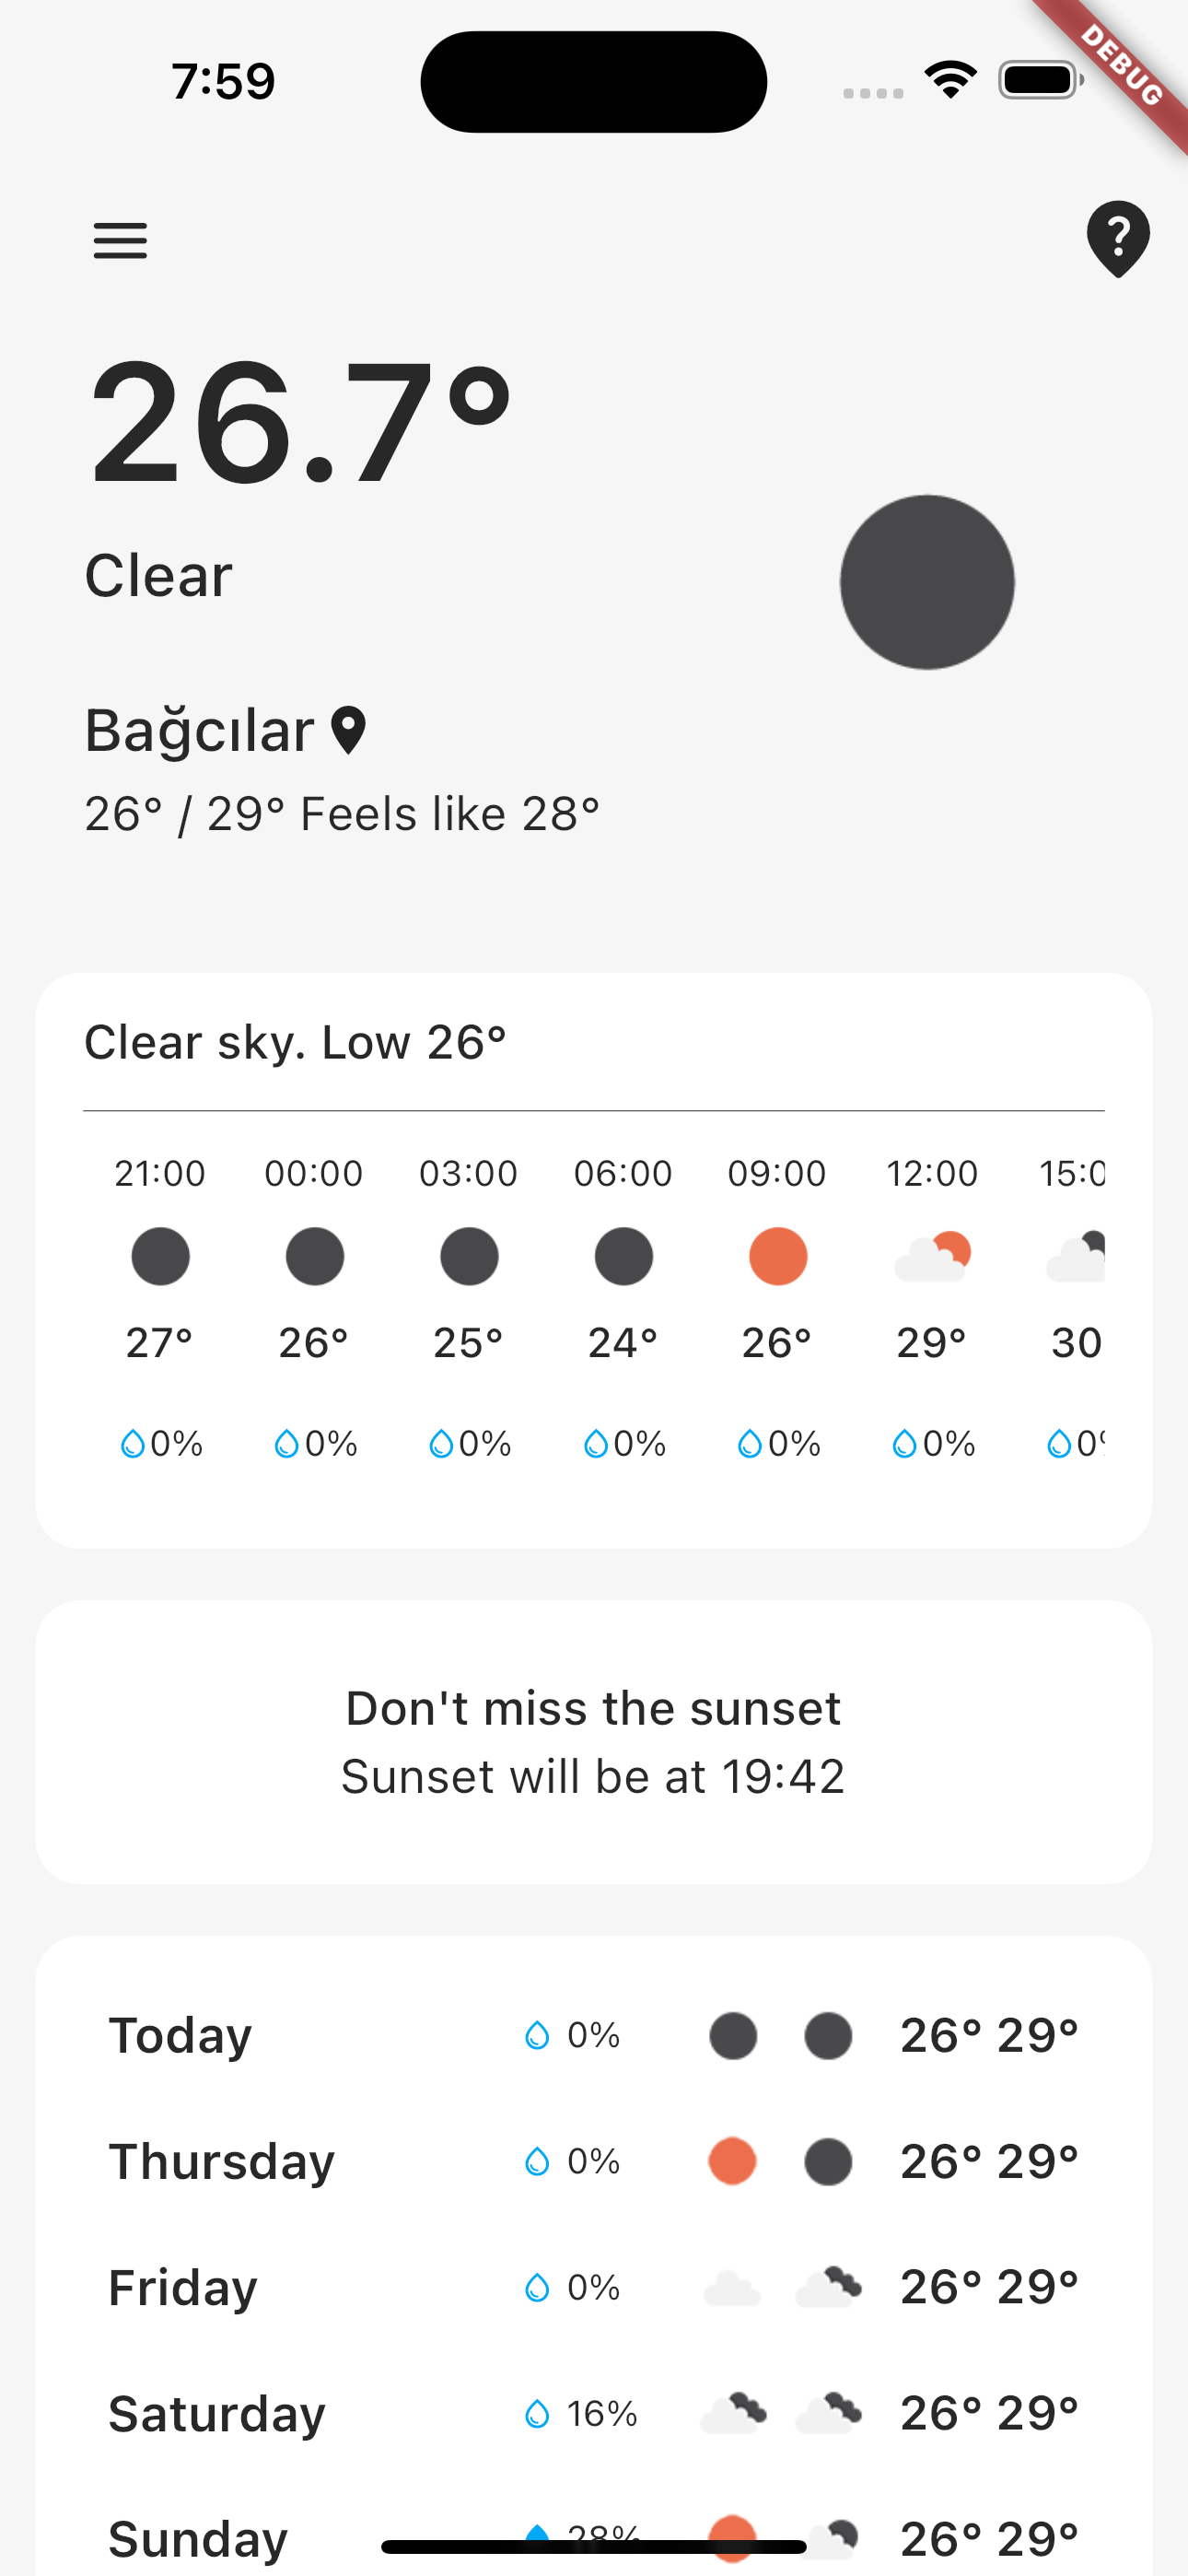 7:59
DEBUG
26.7°
Clear
Bağcılar
26° / 29° Feels like 28°
Clear sky. Low 26°
21:00 00:00 03:00 06:00 09:00 12:00
27° 26° 25° 24° 26° 29° 30
0% 0% 0% 0% 0% 0% 0
Don't miss the sunset
Sunset will be at 19:42
Today 0% 26° 29°
Thursday 0% 26° 29°
Friday 0% 26° 29°
Saturday 16% 26° 29°
Sunday 28% 26° 29°